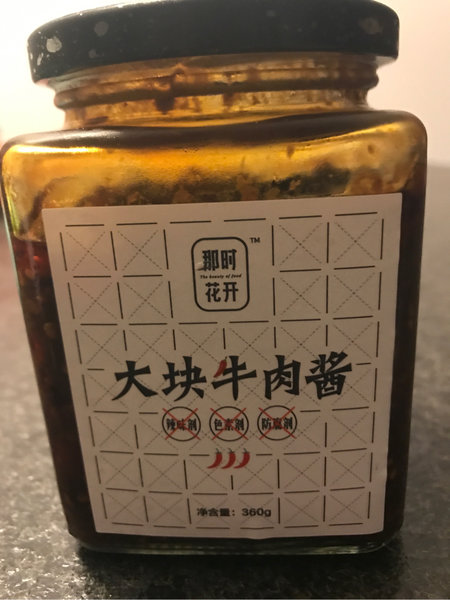 那时
™
The beauty of food
花开
大块牛肉酱
辣味剂 色素剂 防腐剂
净含量：360g